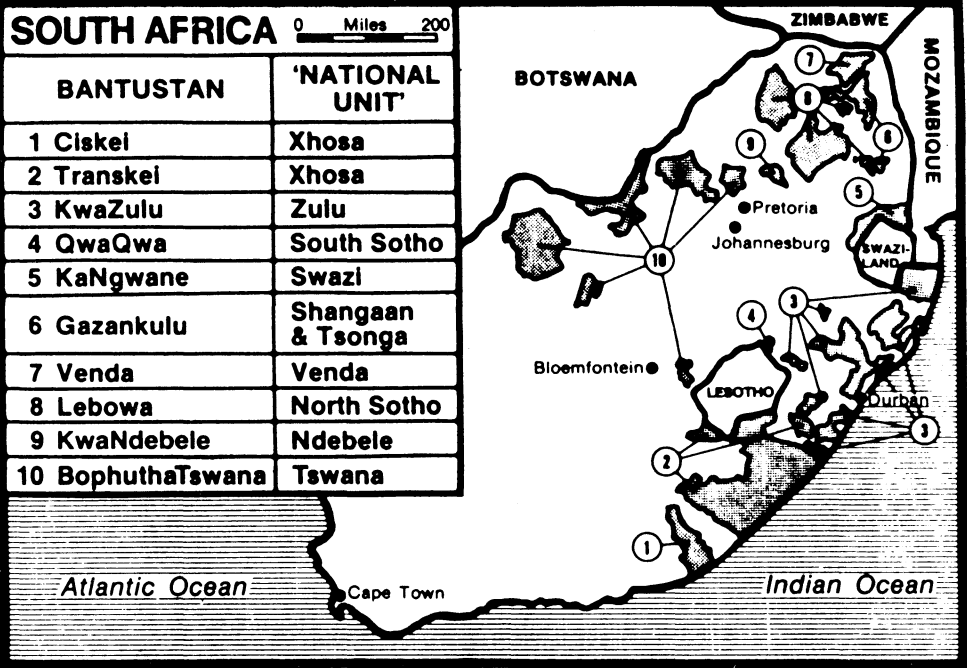 SOUTH AFRICA
0 Miles 200
BANTUSTAN
'NATIONAL
UNIT'
1 Ciskei Xhosa
2 Transkei Xhosa
3 KwaZulu Zulu
4 QwaQwa South Sotho
5 KaNgwane Swazi
6 Gazankulu Shangaan
& Tsonga
7 Venda Venda
8 Lebowa North Sotho
9 KwaNdebele Ndebele
10 BophuthaTswana Tswana
ZIMBABWE
BOTSWANA
MOZAMBIQUE
7
8
6
9
5
Pretoria
Johannesburg
SWAZI-
LAND
10
3
4
Bloemfontein
LESOTHO
Durban
3
2
1
Atlantic Ocean
Cape Town
Indian Ocean